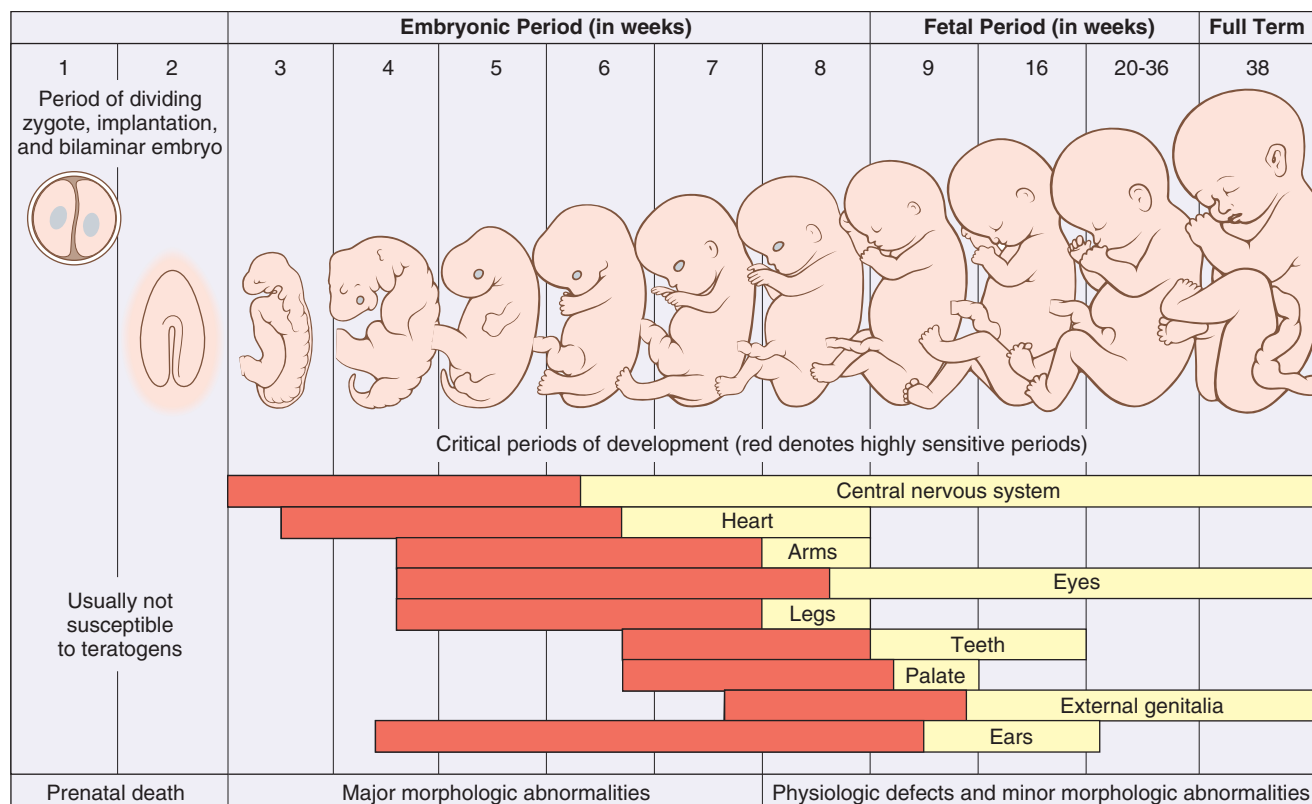 Embryonic Period (in weeks)
Fetal Period (in weeks)
Full Term
1
2
3
4
5
6
7
8
9
16
20-36
38
Period of dividing
zygote, implantation,
and bilaminar embryo
Critical periods of development (red denotes highly sensitive periods)
Central nervous system
Heart
Arms
Eyes
Legs
Teeth
Palate
External genitalia
Ears
Usually not
susceptible
to teratogens
Prenatal death
Major morphologic abnormalities
Physiologic defects and minor morphologic abnormalities